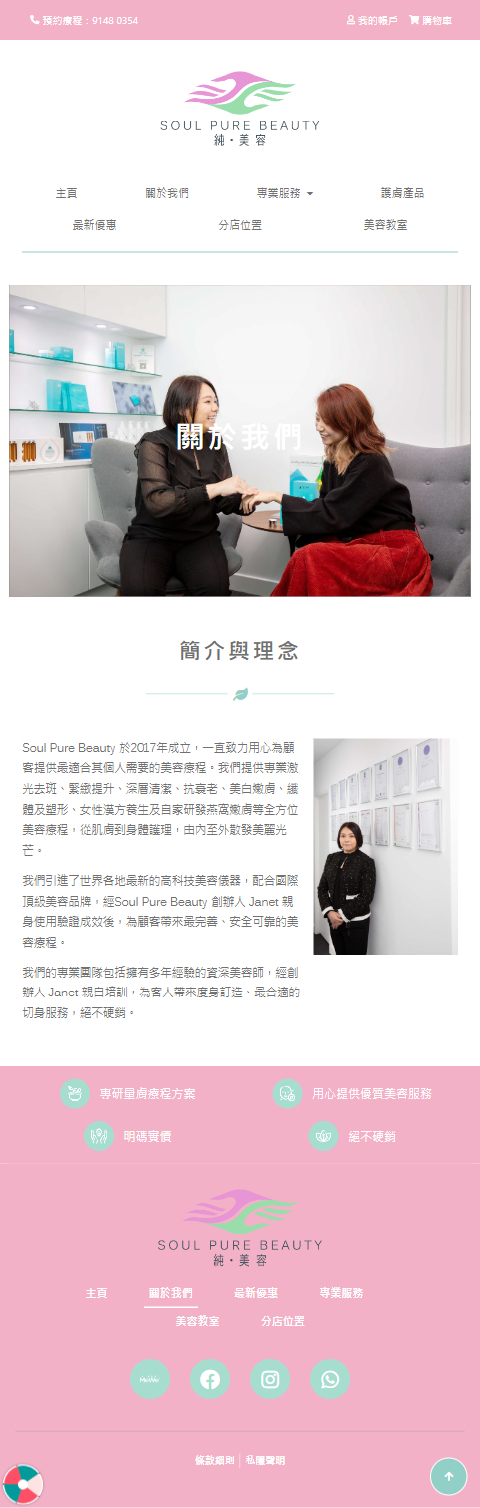 預約療程：9148 0354
我的帳戶
購物車
SOUL PURE BEAUTY
純・美 容
主頁
關於我們
專業服務
護膚產品
最新優惠
分店位置
美容教室
關於我們
簡介與理念
Soul Pure Beauty 於2017年成立，一直致力用心為顧
客提供最適合其個人需要的美容療程。我們提供專業激
光去斑、緊緻提升、深層清潔、抗衰老、美白嫩膚、纖
體及塑形、女性漢方養生及自家研發燕窩嫩膚等全方位
美容療程，從肌膚到身體護理，由內至外散發美麗光
芒。
我們引進了世界各地最新的高科技美容儀器，配合國際
頂級美容品牌，經Soul Pure Beauty 創辦人 Janet 親
身使用驗證成效後，為顧客帶來最完善、安全可靠的美
容療程。
我們的專業團隊包括擁有多年經驗的資深美容師，經創
辦人 Janet 親自培訓，為客人帶來度身訂造、最合適的
切身服務，絕不硬銷。
專研量膚療程方案
用心提供優質美容服務
明碼實價
絕不硬銷
SOUL PURE BEAUTY
純・美 容
主頁
關於我們
最新優惠
專業服務
美容教室
分店位置
條款細則
私隱聲明